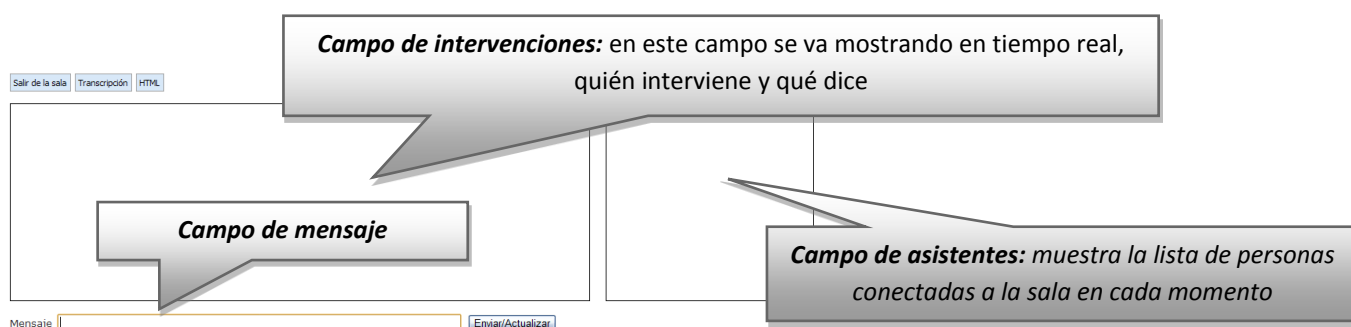 Campo de intervenciones: en este campo se va mostrando en tiempo real,
quién interviene y qué dice
Salir de la sala Transcripción HTML
Campo de mensaje
Campo de asistentes: muestra la lista de personas
conectadas a la sala en cada momento
Mensaje Enviar/Actualizar